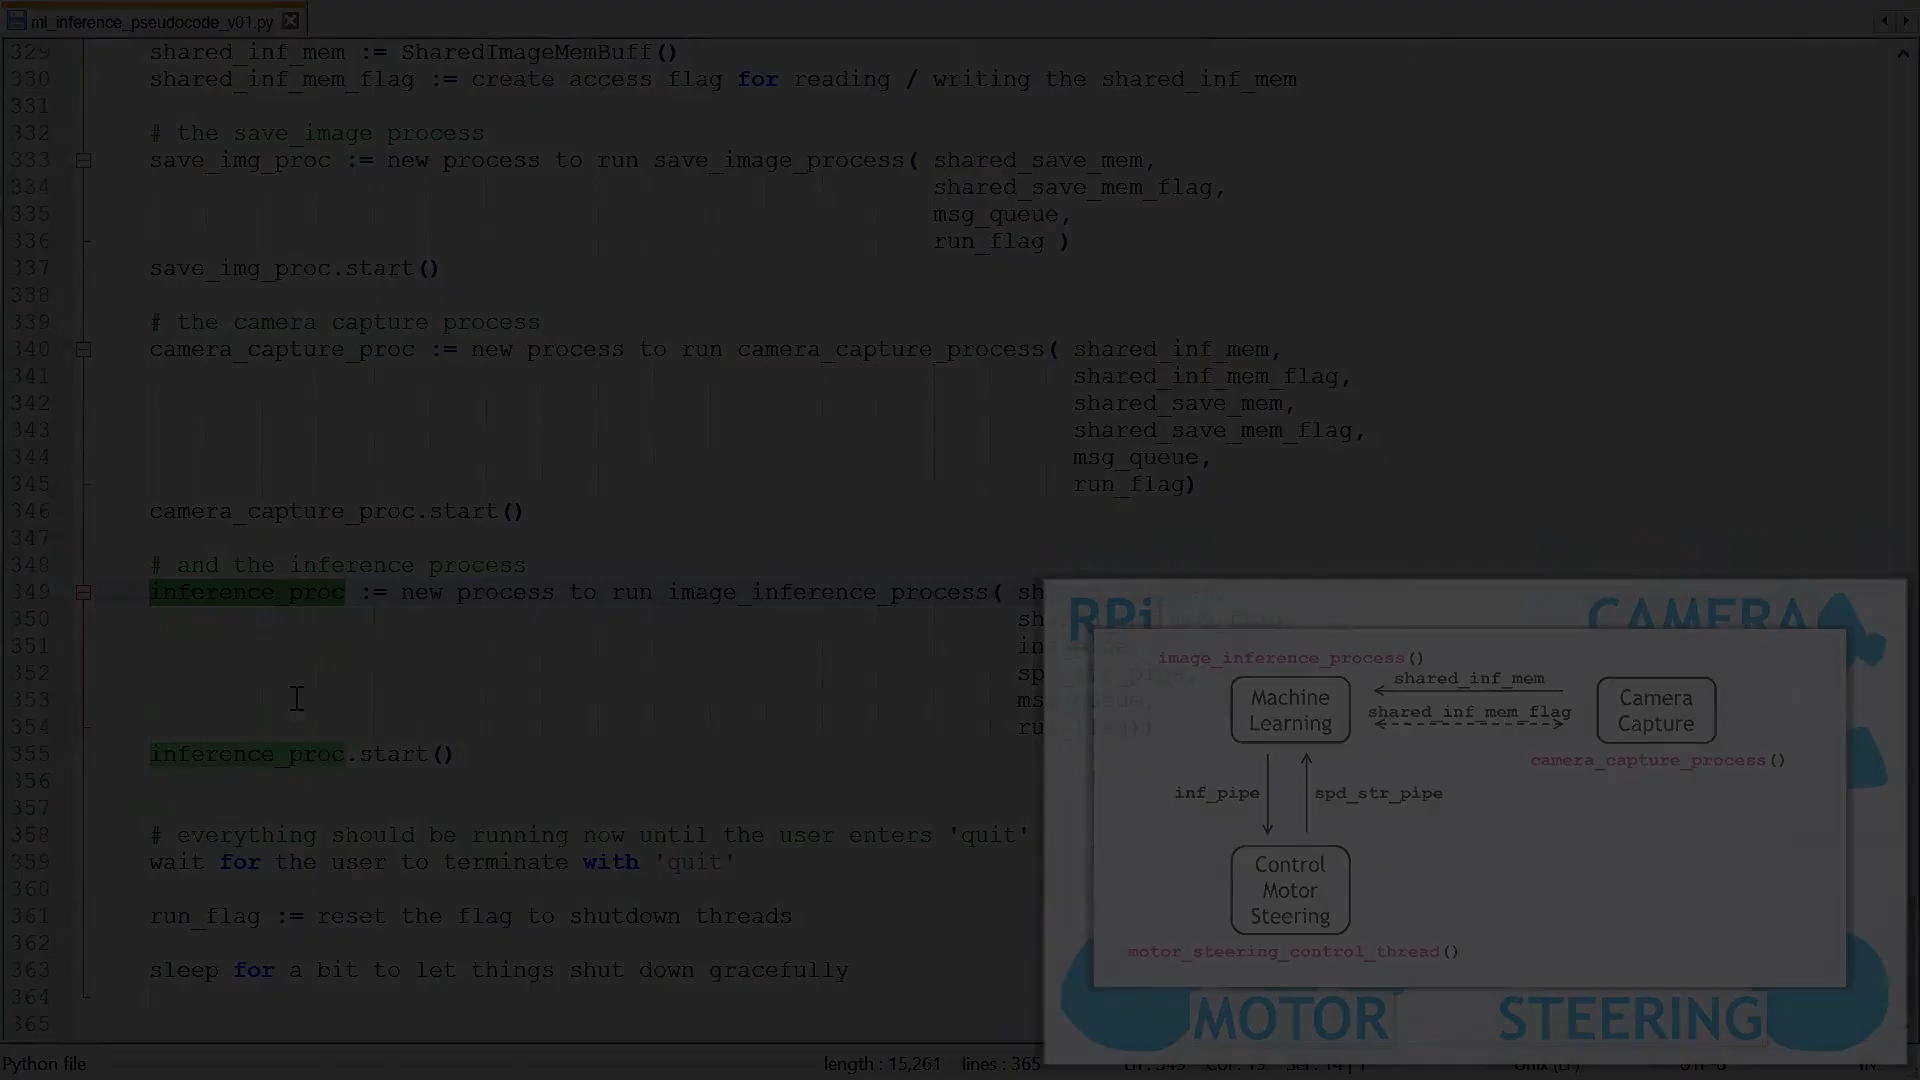 ml_inference_pseudocode_v01.py
329 shared_inf_mem := SharedImageMemBuff()
330 shared_inf_mem_flag := create access flag for reading / writing the shared_inf_mem
331
332 # the save_image process
333 save_img_proc := new process to run save_image_process( shared_save_mem,
334 shared_save_mem_flag,
335 msg_queue,
336 run_flag )
337 save_img_proc.start()
338
339 # the camera capture process
340 camera_capture_proc := new process to run camera_capture_process( shared_inf_mem,
341 shared_inf_mem_flag,
342 shared_save_mem,
343 shared_save_mem_flag,
344 msg_queue,
345 run_flag)
346 camera_capture_proc.start()
347
348 # and the inference process
349 inference_proc := new process to run image_inference_process( sh
350 sh
351 in
352 sp
353 ms
354 ru
355 inference_proc.start()
356
357
358 # everything should be running now until the user enters 'quit'
359 wait for the user to terminate with 'quit'
360
361 run_flag := reset the flag to shutdown threads
362
363 sleep for a bit to let things shut down gracefully
364
365
RPi CAMERA
image_inference_process()
shared_inf_mem
Machine Learning
Camera Capture
shared_inf_mem_flag
camera_capture_process()
inf_pipe
spd_str_pipe
Control Motor Steering
motor_steering_control_thread()
MOTOR STEERING
Python file
length : 15,261 lines : 365